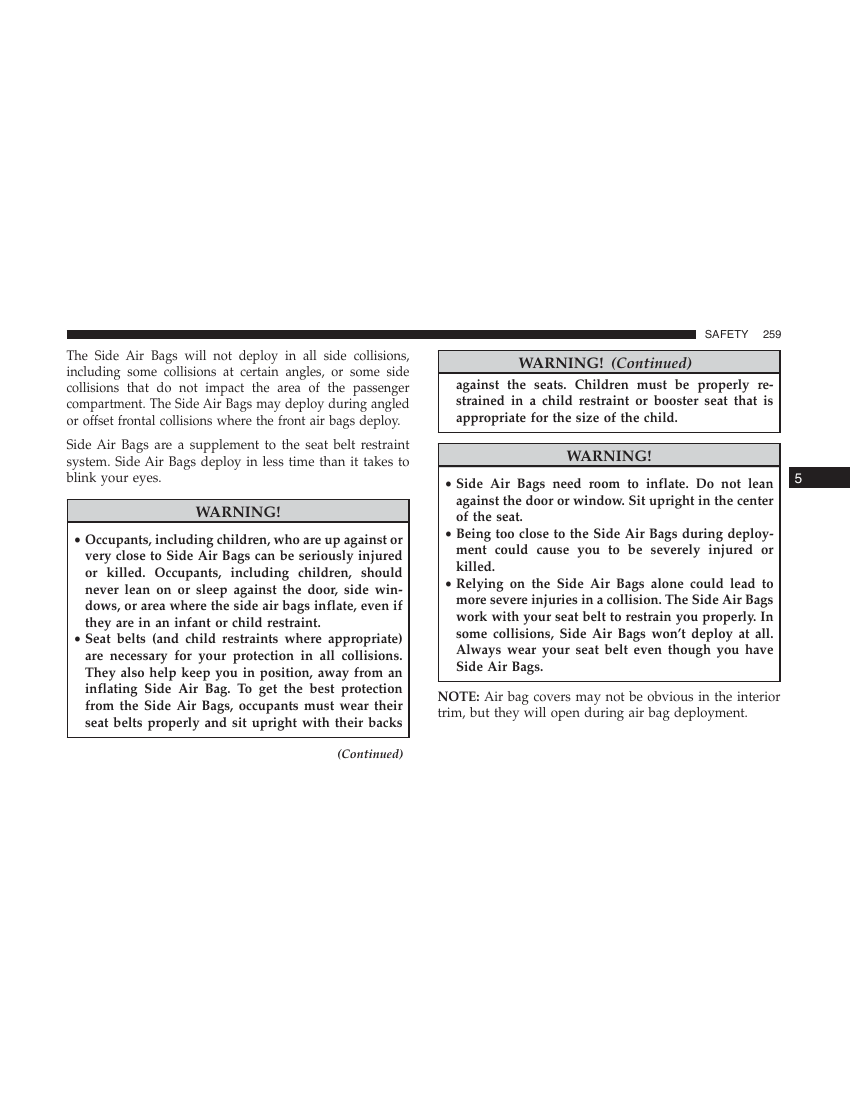 SAFETY 259
The Side Air Bags will not deploy in all side collisions,
including some collisions at certain angles, or some side
collisions that do not impact the area of the passenger
compartment. The Side Air Bags may deploy during angled
or offset frontal collisions where the front air bags deploy.
Side Air Bags are a supplement to the seat belt restraint
system. Side Air Bags deploy in less time than it takes to
blink your eyes.
WARNING!
• Occupants, including children, who are up against or
very close to Side Air Bags can be seriously injured
or killed. Occupants, including children, should
never lean on or sleep against the door, side win-
dows, or area where the side air bags inflate, even if
they are in an infant or child restraint.
• Seat belts (and child restraints where appropriate)
are necessary for your protection in all collisions.
They also help keep you in position, away from an
inflating Side Air Bag. To get the best protection
from the Side Air Bags, occupants must wear their
seat belts properly and sit upright with their backs
(Continued)
WARNING! (Continued)
against the seats. Children must be properly re-
strained in a child restraint or booster seat that is
appropriate for the size of the child.
WARNING!
• Side Air Bags need room to inflate. Do not lean
against the door or window. Sit upright in the center
of the seat.
• Being too close to the Side Air Bags during deploy-
ment could cause you to be severely injured or
killed.
• Relying on the Side Air Bags alone could lead to
more severe injuries in a collision. The Side Air Bags
work with your seat belt to restrain you properly. In
some collisions, Side Air Bags won't deploy at all.
Always wear your seat belt even though you have
Side Air Bags.
NOTE: Air bag covers may not be obvious in the interior
trim, but they will open during air bag deployment.
5